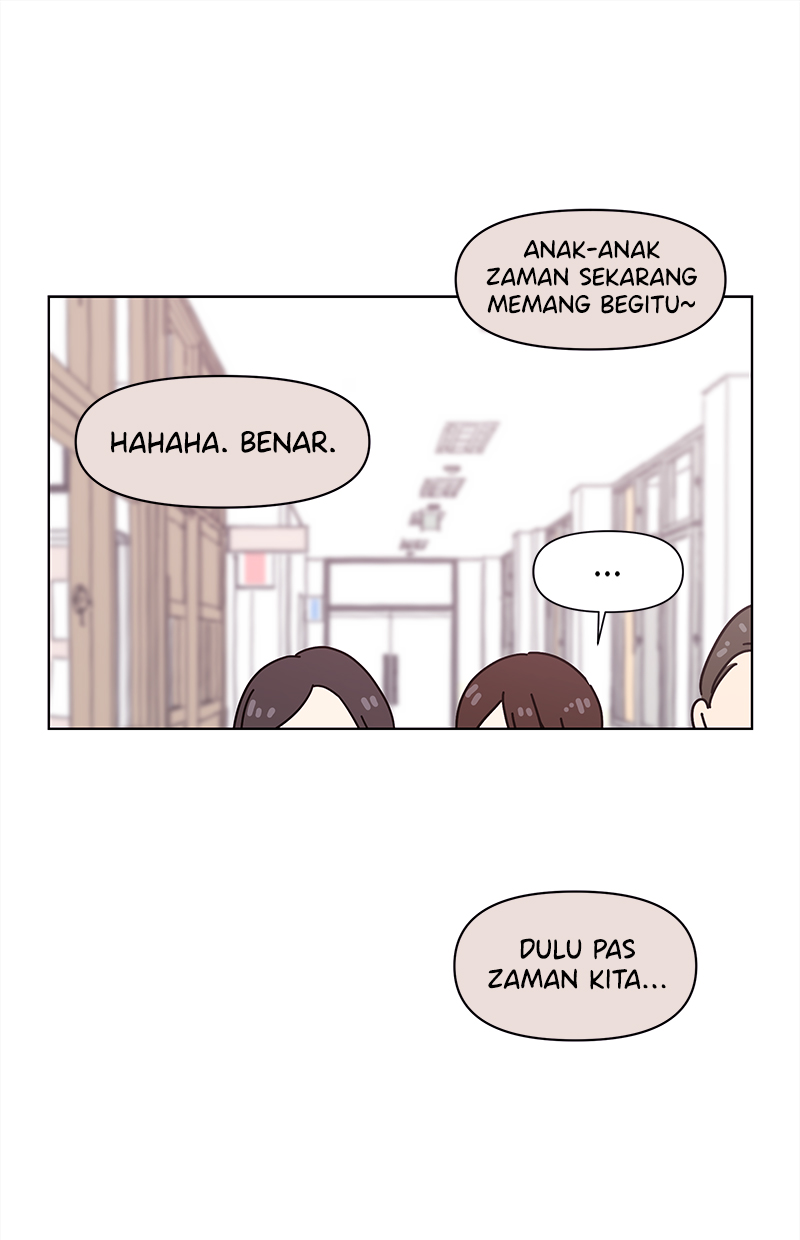 ANAK-ANAK
ZAMAN SEKARANG
MEMANG BEGITU~
HAHAHA. BENAR.
...
DULU PAS
ZAMAN KITA...